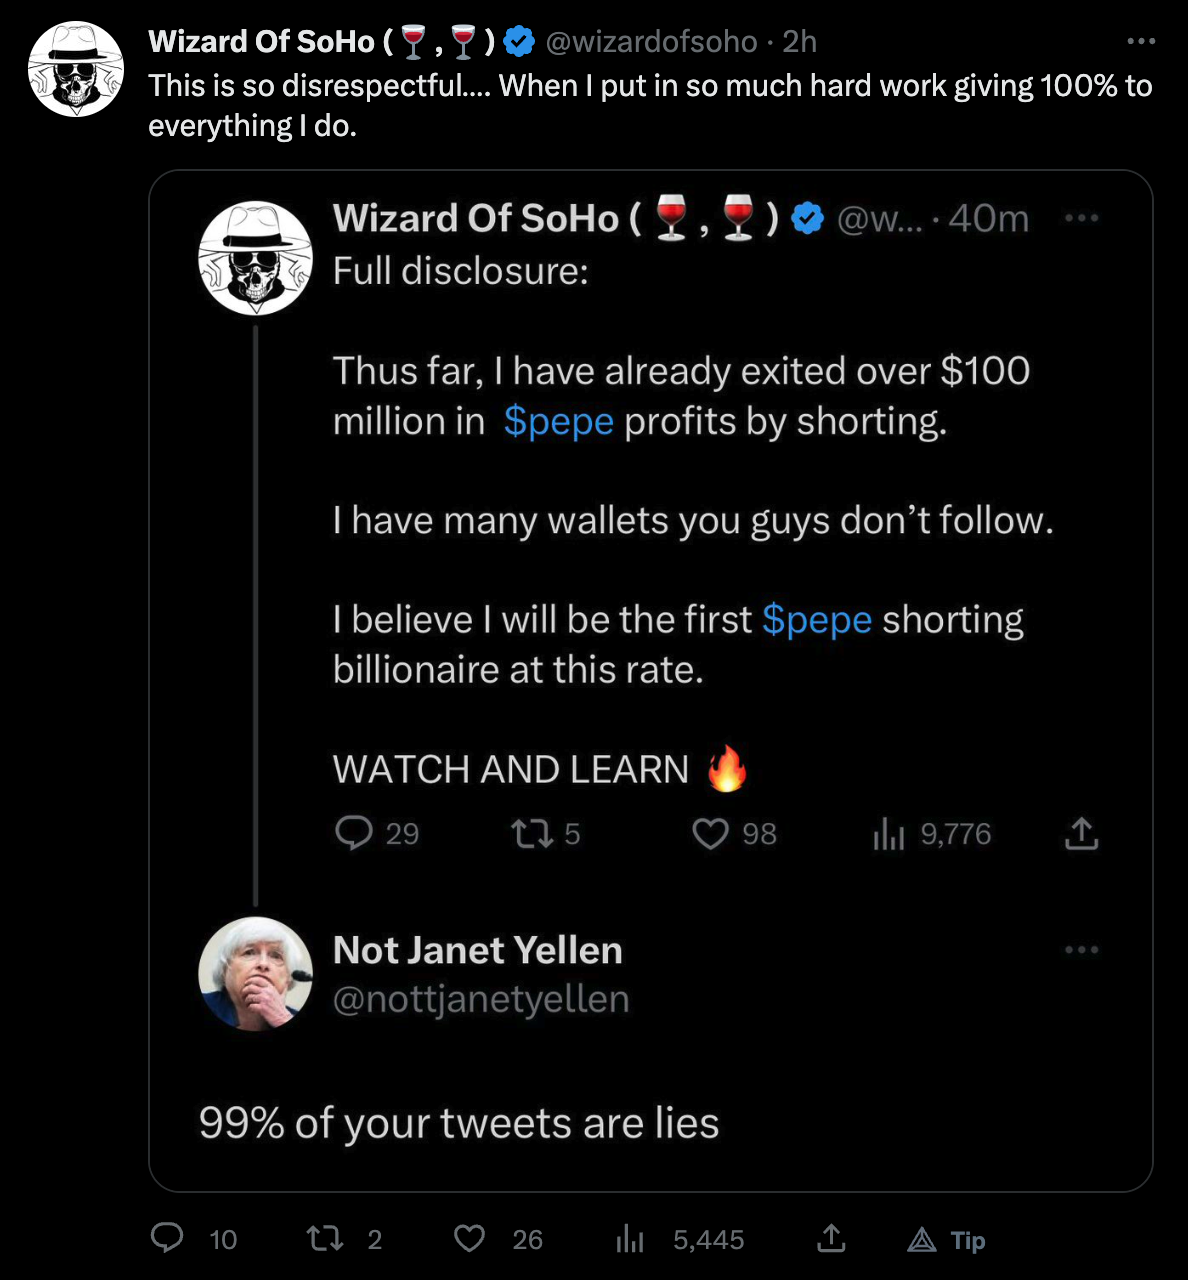 Wizard Of SoHo (🍷,🍷) @wizardofsoho · 2h
This is so disrespectful.... When I put in so much hard work giving 100% to
everything I do.
Wizard Of SoHo (🍷,🍷) @w... · 40m
Full disclosure:
Thus far, I have already exited over $100
million in $pepe profits by shorting.
I have many wallets you guys don’t follow.
I believe I will be the first $pepe shorting
billionaire at this rate.
WATCH AND LEARN 🔥
29 5 98 9,776
Not Janet Yellen
@nottjanetyellen
99% of your tweets are lies
10 2 26 5,445 Tip